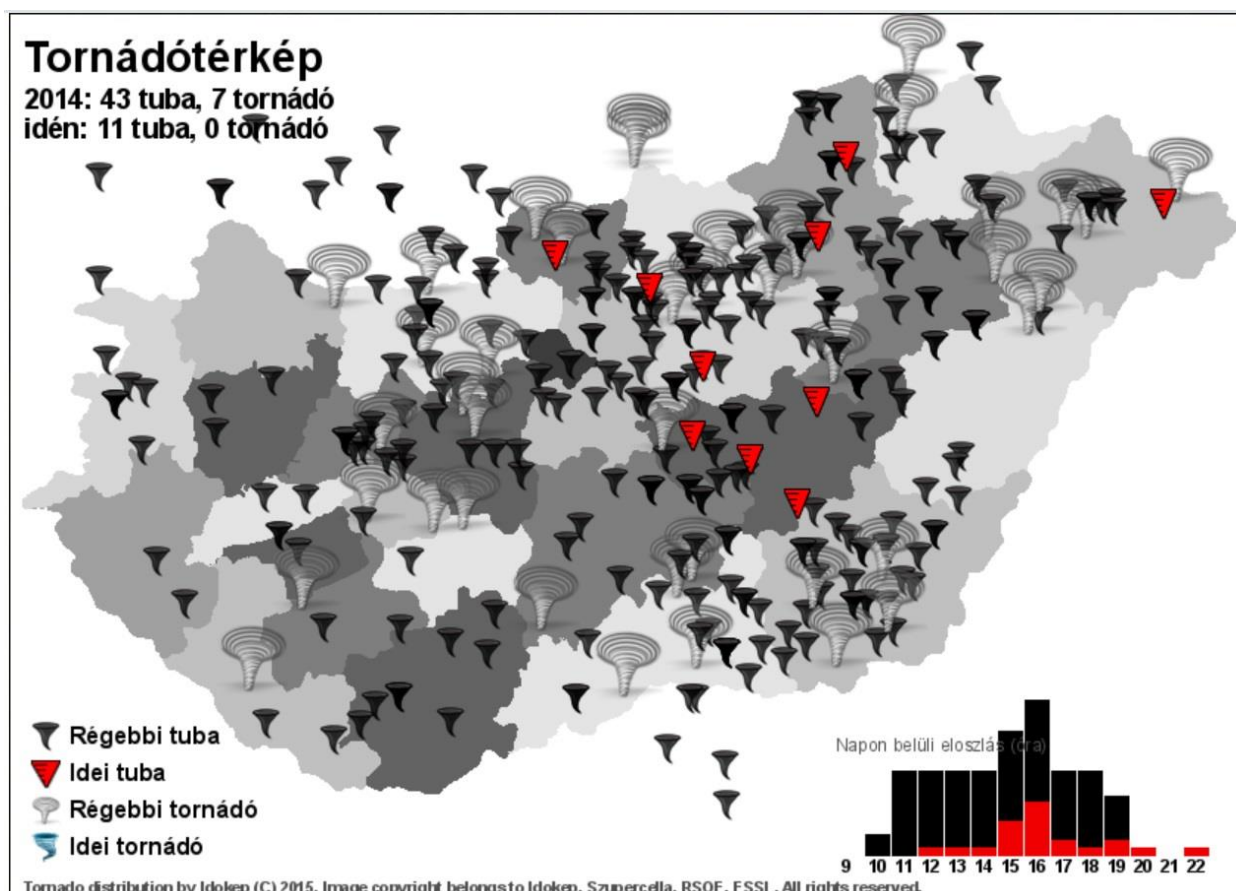 Tornádótérkép
2014: 43 tuba, 7 tornádó
idén: 11 tuba, 0 tornádó
Régebbi tuba
Idei tuba
Régebbi tornádó
Idei tornádó
Napon belüli eloszlás (óra)
9 10 11 12 13 14 15 16 17 18 19 20 21 22
Tornado distribution by Idokep (C) 2015. Image copyright belongs to Idokep, Szupercella, RSOE, ESSL. All rights reserved.